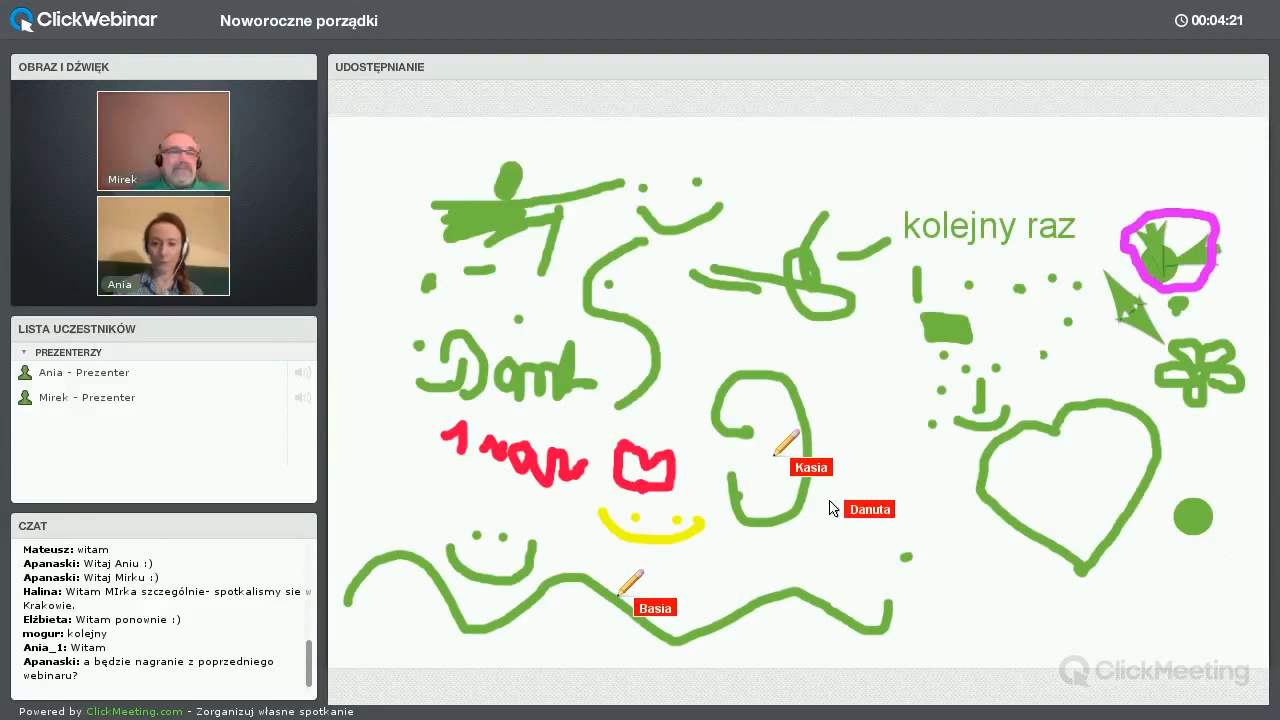 ClickWebinar
Noworoczne porządki
00:04:21
OBRAZ I DŹWIĘK
Mirek
Ania
LISTA UCZESTNIKÓW
PREZENTERZY
Ania - Prezenter
Mirek - Prezenter
CZAT
Mateusz: witam
Apanaski: Witaj Aniu :)
Apanaski: Witaj Mirku :)
Halina: Witam MIrka szczególnie- spotkalismy sie w
Krakowie.
Elżbieta: Witam ponownie :)
mogur: kolejny
Ania_1: Witam
Apanaski: a będzie nagranie z poprzedniego
webinaru?
UDOSTĘPNIANIE
kolejny raz
1 raz
Kasia
Danuta
Basia
ClickMeeting
Powered by ClickMeeting.com - Zorganizuj własne spotkanie